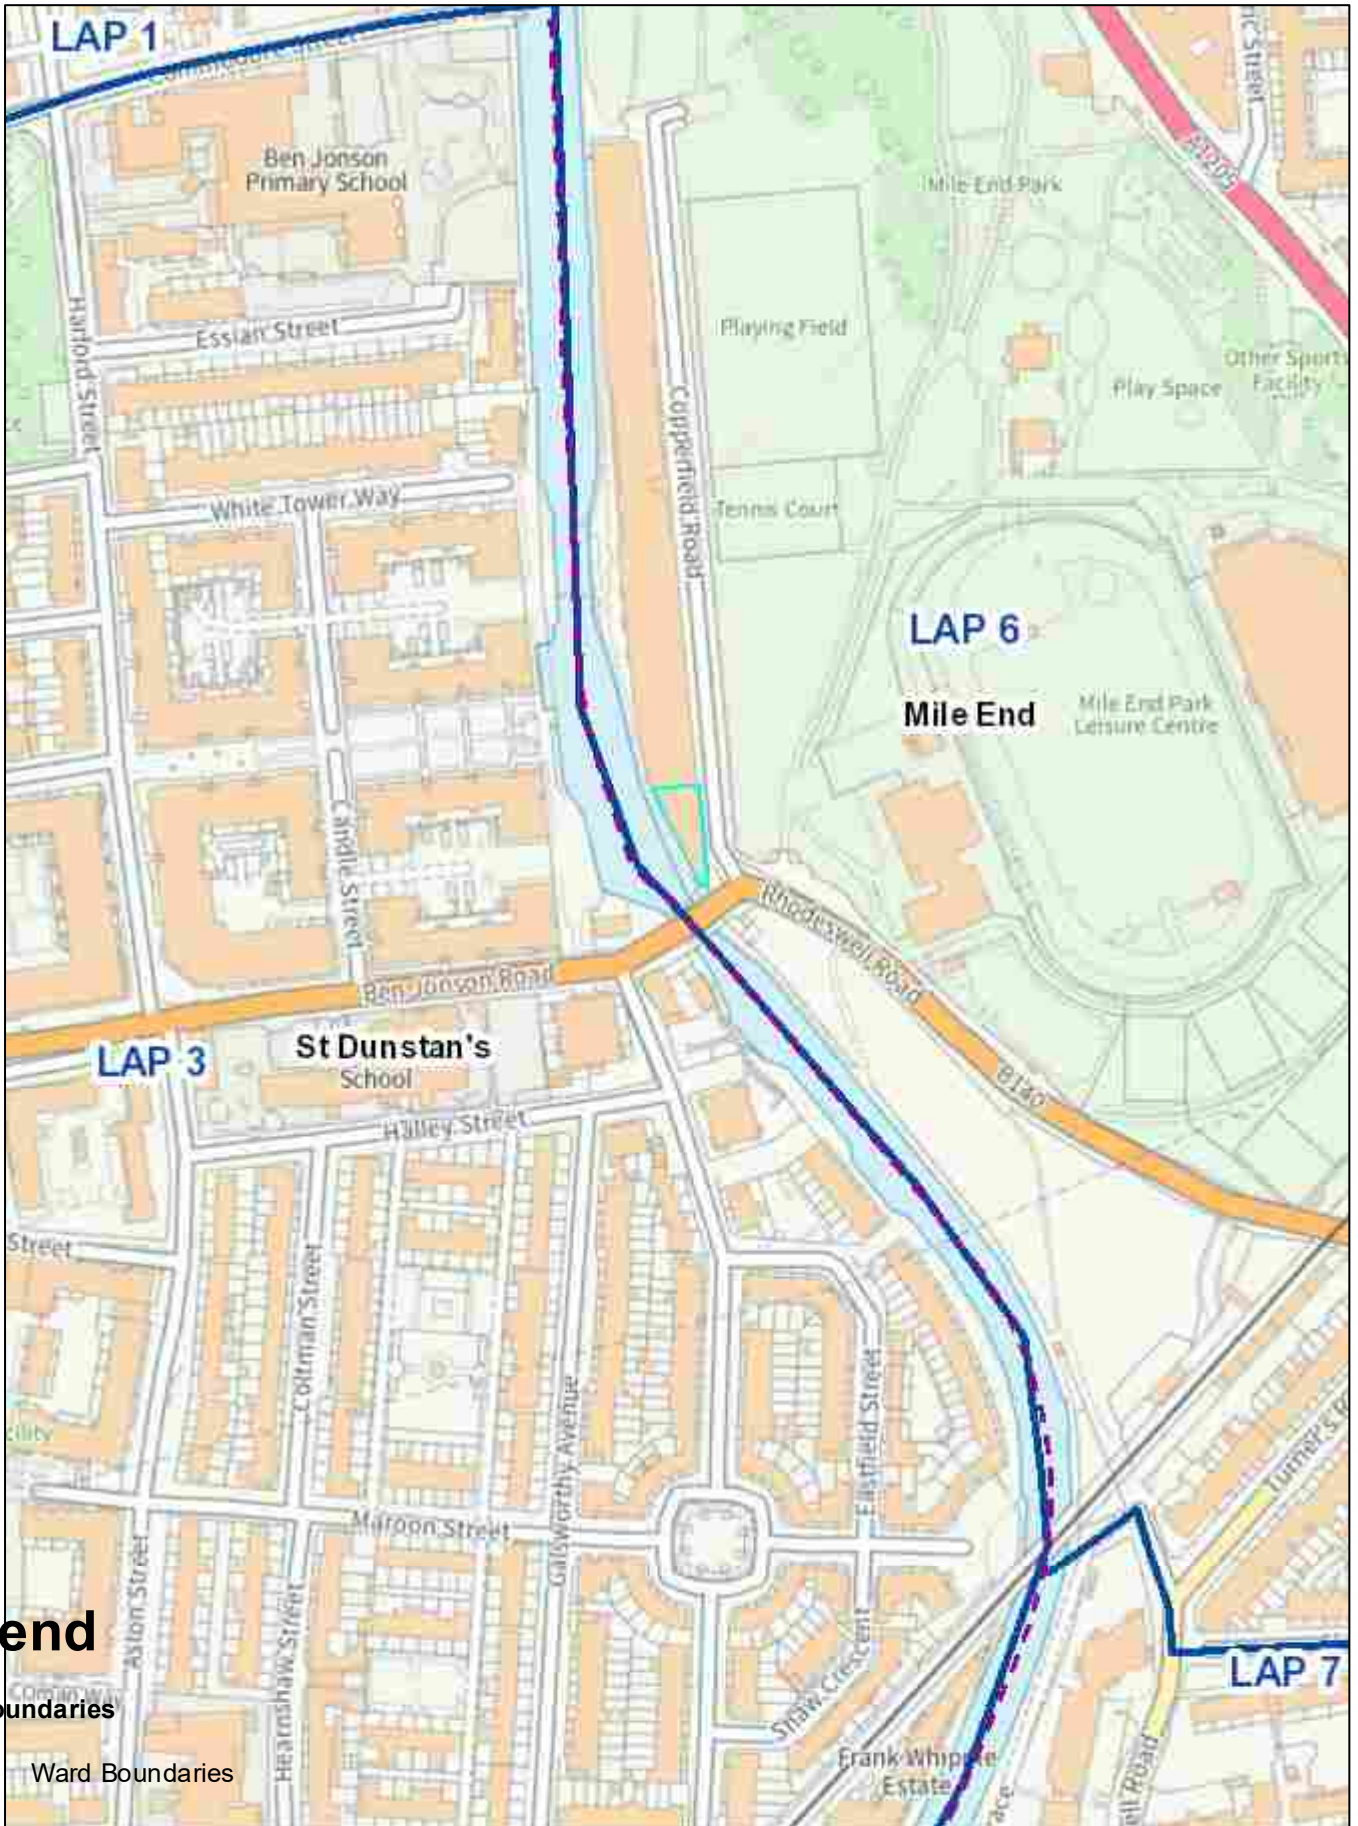 LAP 1
Ben Jonson
Primary School
Mile End Park
A1205
Essian Street
Harford Street
Playing Field
Other Sports
Facility
Play Space
Copperfield Road
White Tower Way
Tennis Court
LAP 6
Mile End
Mile End Park
Leisure Centre
Candle Street
Rhodeswell Road
Ben Jonson Road
St Dunstan's
School
LAP 3
B140
Halley Street
Street
Coltman Street
Galsworthy Avenue
Eastfield Street
Maroon Street
Aston Street
end
Hearnshaw Street
Shaw Crescent
LAP 7
oundaries
Frank Whipple
Estate
Ward Boundaries